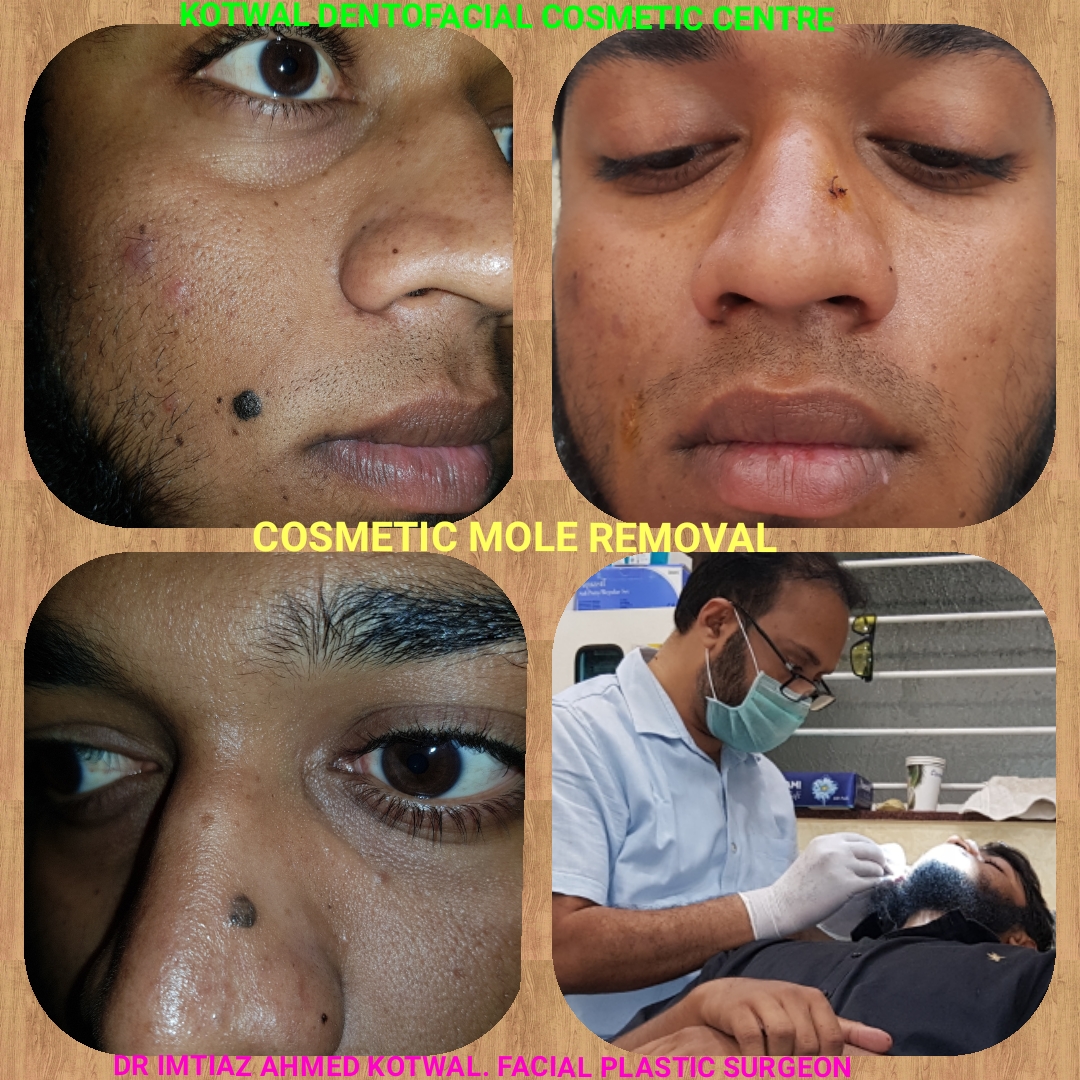 KOTWAL DENTOFACIAL COSMETIC CENTRE
COSMETIC MOLE REMOVAL
DR IMTIAZ AHMED KOTWAL. FACIAL PLASTIC SURGEON